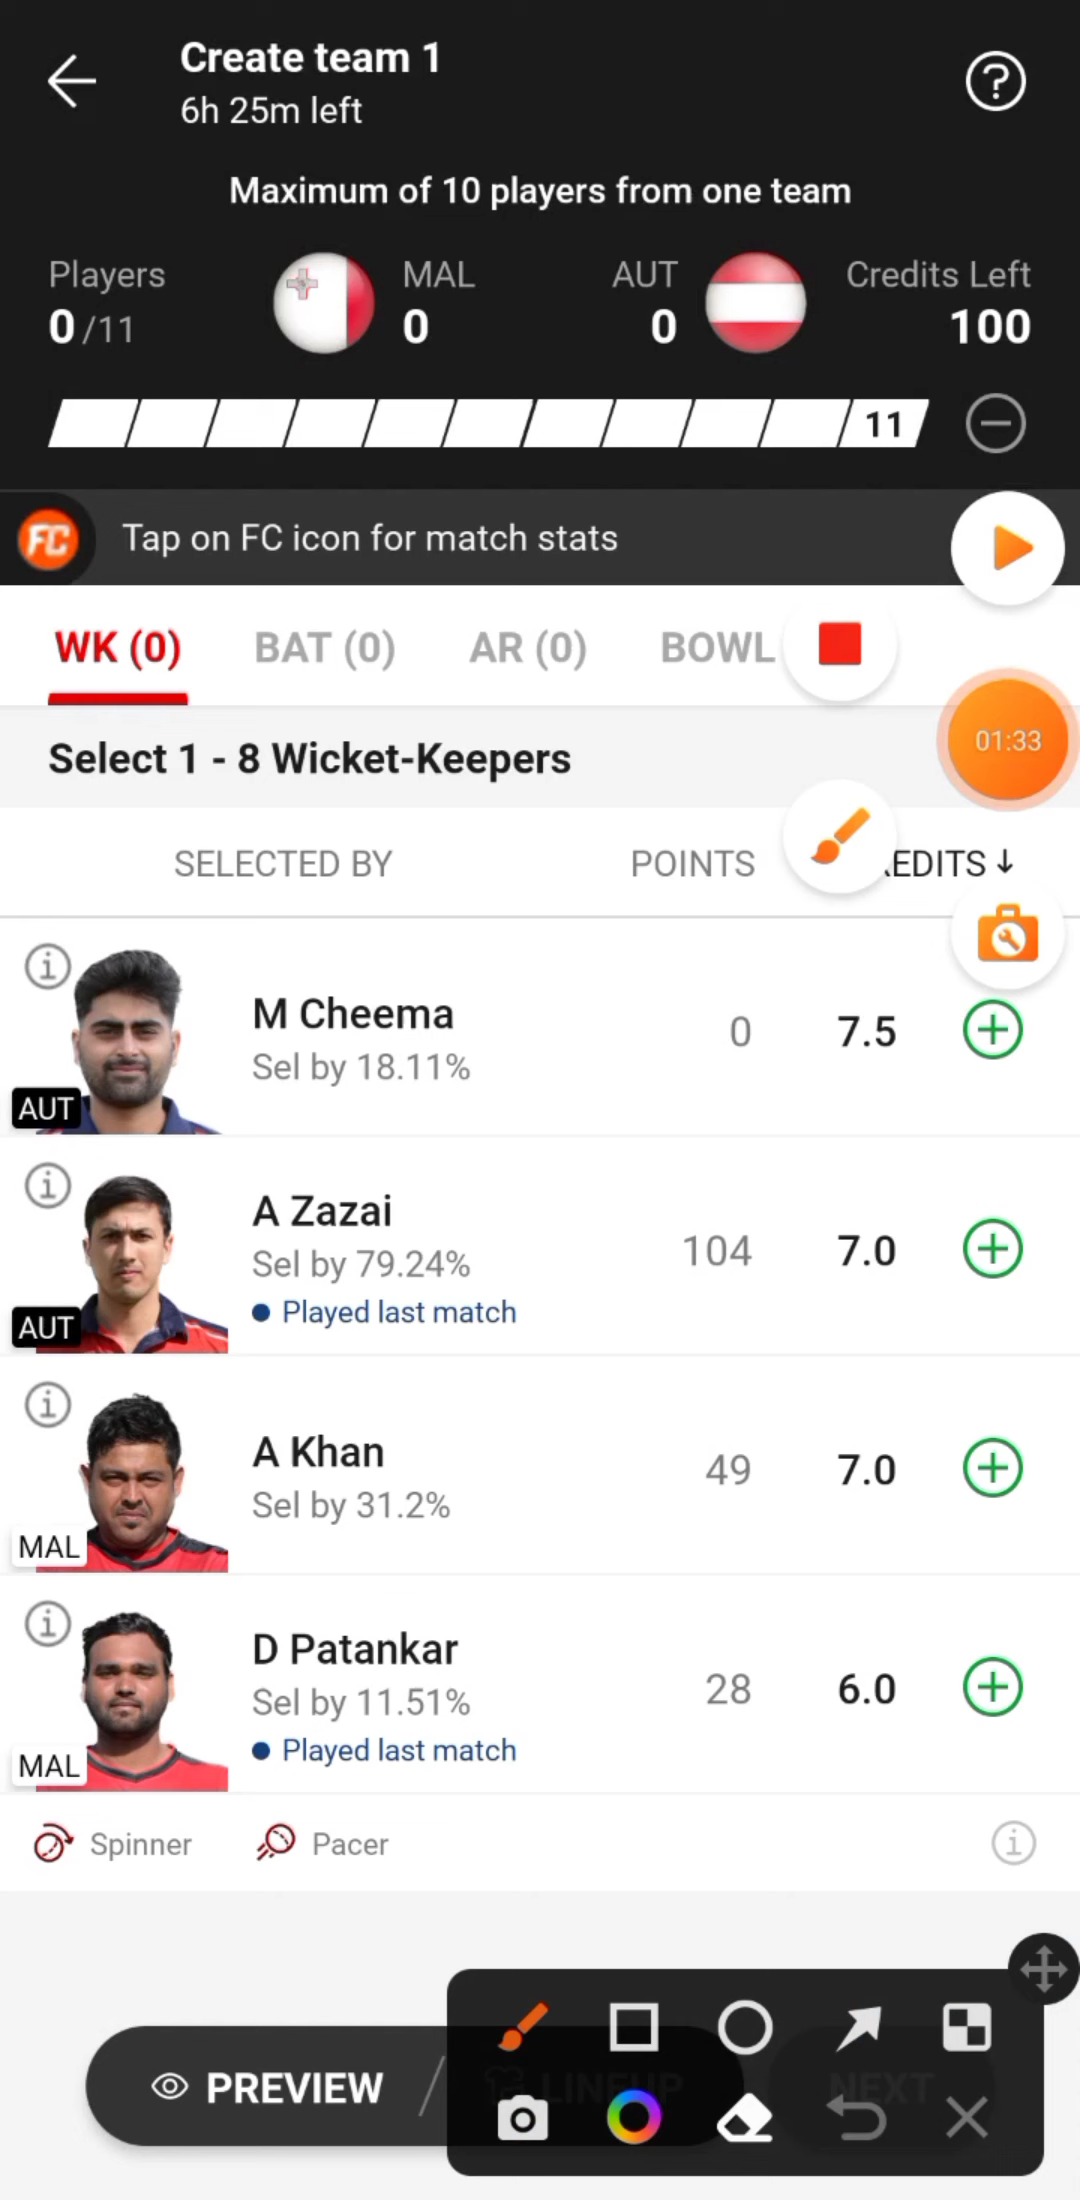 Create team 1
6h 25m left
Maximum of 10 players from one team
Players MAL AUT Credits Left
0/11 0 0 100
11
FC Tap on FC icon for match stats
WK (0) BAT (0) AR (0) BOWL
01:33
Select 1 - 8 Wicket-Keepers
SELECTED BY POINTS EDITS ↓
M Cheema
Sel by 18.11%
0 7.5
AUT
A Zazai
Sel by 79.24%
Played last match
104 7.0
AUT
A Khan
Sel by 31.2%
49 7.0
MAL
D Patankar
Sel by 11.51%
Played last match
28 6.0
MAL
Spinner Pacer
PREVIEW LINEUP NEXT